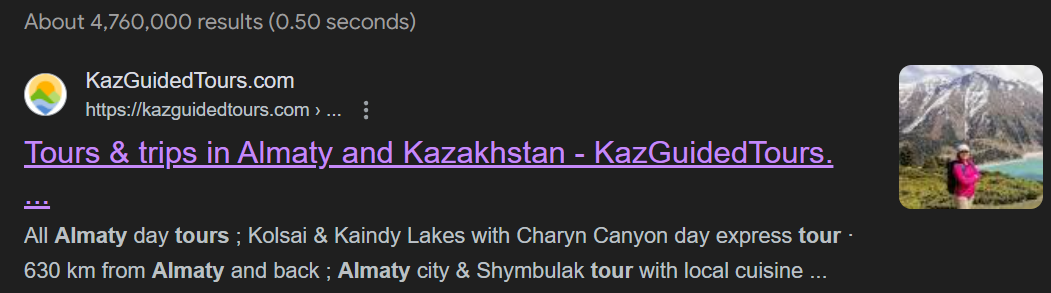 About 4,760,000 results (0.50 seconds)
KazGuidedTours.com
https://kazguidedtours.com › ...
Tours & trips in Almaty and Kazakhstan - KazGuidedTours.
...
All Almaty day tours ; Kolsai & Kaindy Lakes with Charyn Canyon day express tour ·
630 km from Almaty and back ; Almaty city & Shymbulak tour with local cuisine ...